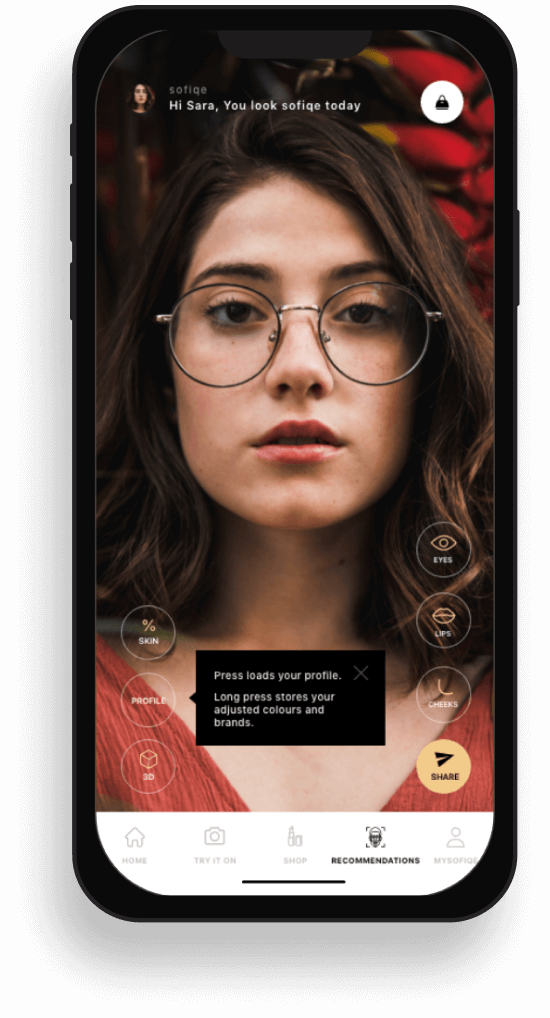 sofiqe
Hi Sara, You look sofiqe today
EYES
% SKIN
LIPS
Press loads your profile.
Long press stores your
adjusted colours and
brands.
PROFILE
CHEEKS
3D
SHARE
HOME
TRY IT ON
SHOP
RECOMMENDATIONS
MYSOFIQE